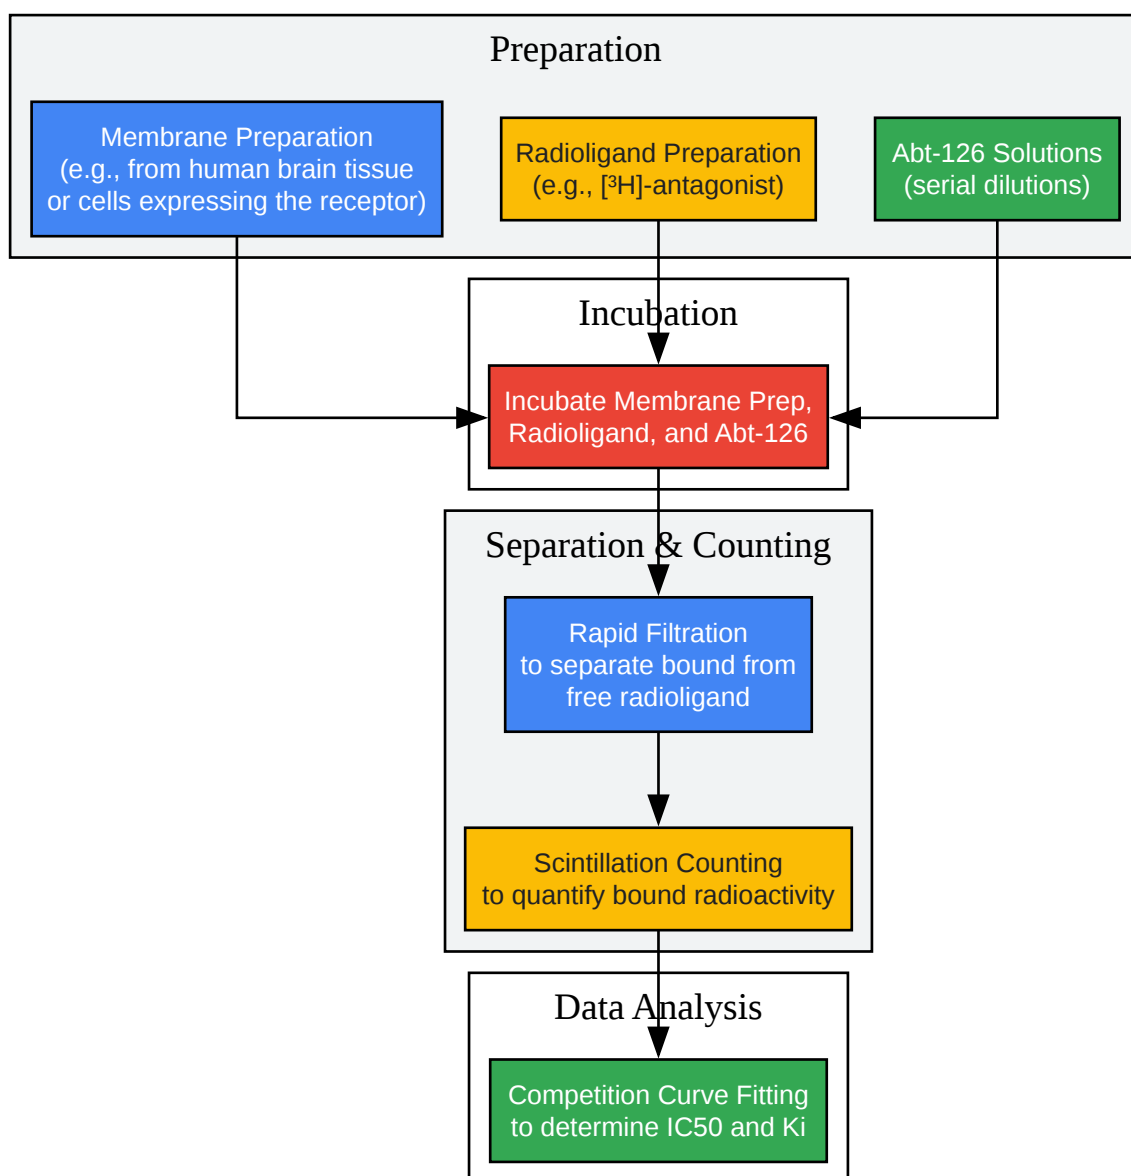 Preparation
Membrane Preparation
(e.g., from human brain tissue
or cells expressing the receptor)
Radioligand Preparation
(e.g., [³H]-antagonist)
Abt-126 Solutions
(serial dilutions)
Incubation
Incubate Membrane Prep,
Radioligand, and Abt-126
Separation & Counting
Rapid Filtration
to separate bound from
free radioligand
Scintillation Counting
to quantify bound radioactivity
Data Analysis
Competition Curve Fitting
to determine IC50 and Ki